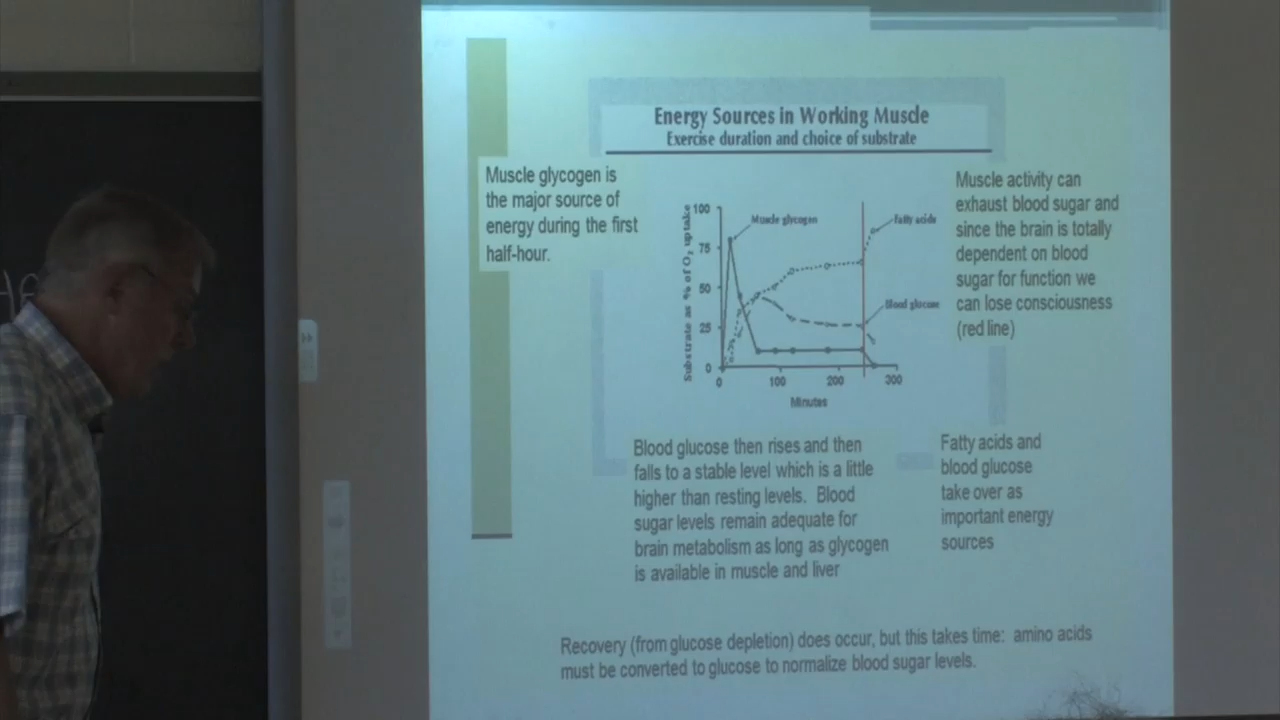 Energy Sources in Working Muscle
Exercise duration and choice of substrate
Muscle glycogen is
the major source of
energy during the first
half-hour.
Muscle activity can
exhaust blood sugar and
since the brain is totally
dependent on blood
sugar for function we
can lose consciousness
(red line)
Substrate as % of O₂ uptake
100
75
50
25
0
Muscle glycogen
Fatty acids
Blood glucose
0
100
200
300
Minutes
Blood glucose then rises and then
falls to a stable level which is a little
higher than resting levels. Blood
sugar levels remain adequate for
brain metabolism as long as glycogen
is available in muscle and liver
Fatty acids and
blood glucose
take over as
important energy
sources
Recovery (from glucose depletion) does occur, but this takes time: amino acids
must be converted to glucose to normalize blood sugar levels.